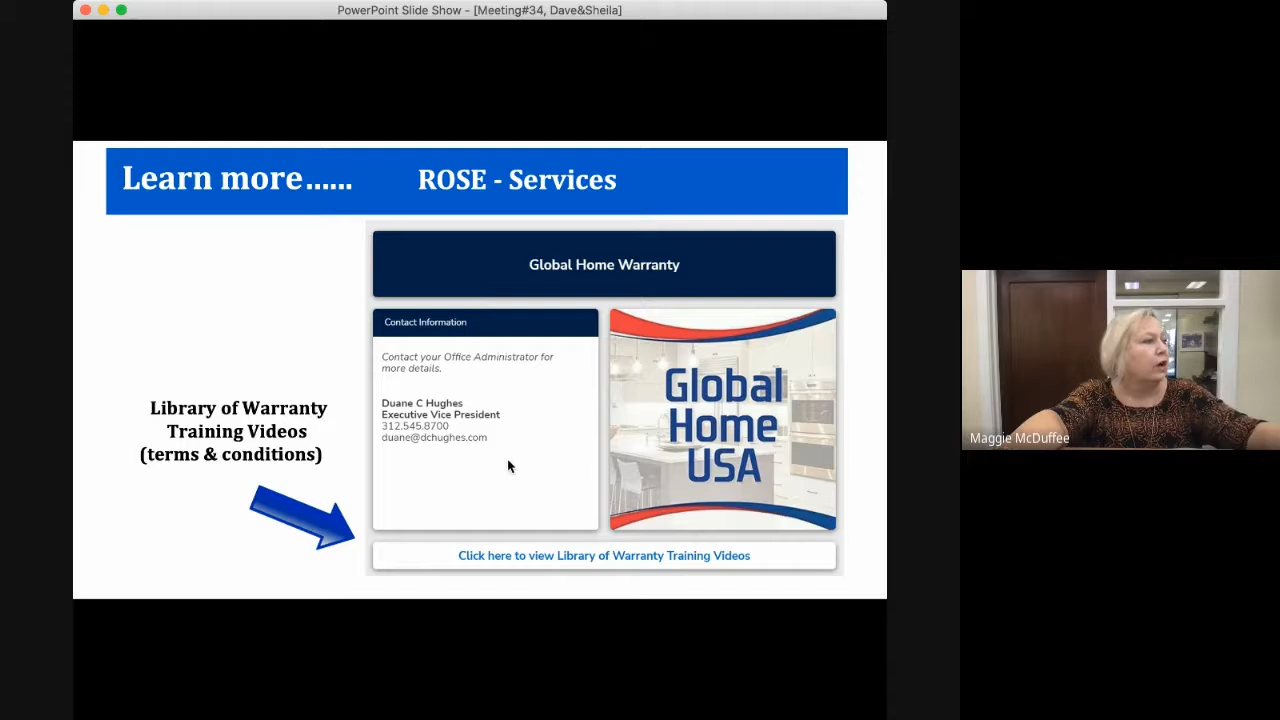 PowerPoint Slide Show - [Meeting#34, Dave&Sheila]
Learn more...... ROSE - Services
Global Home Warranty
Contact Information
Contact your Office Administrator for
more details.
Duane C Hughes
Executive Vice President
312.545.8700
duane@dchughes.com
Global
Home
USA
Library of Warranty
Training Videos
(terms & conditions)
Click here to view Library of Warranty Training Videos
Maggie McDuffee